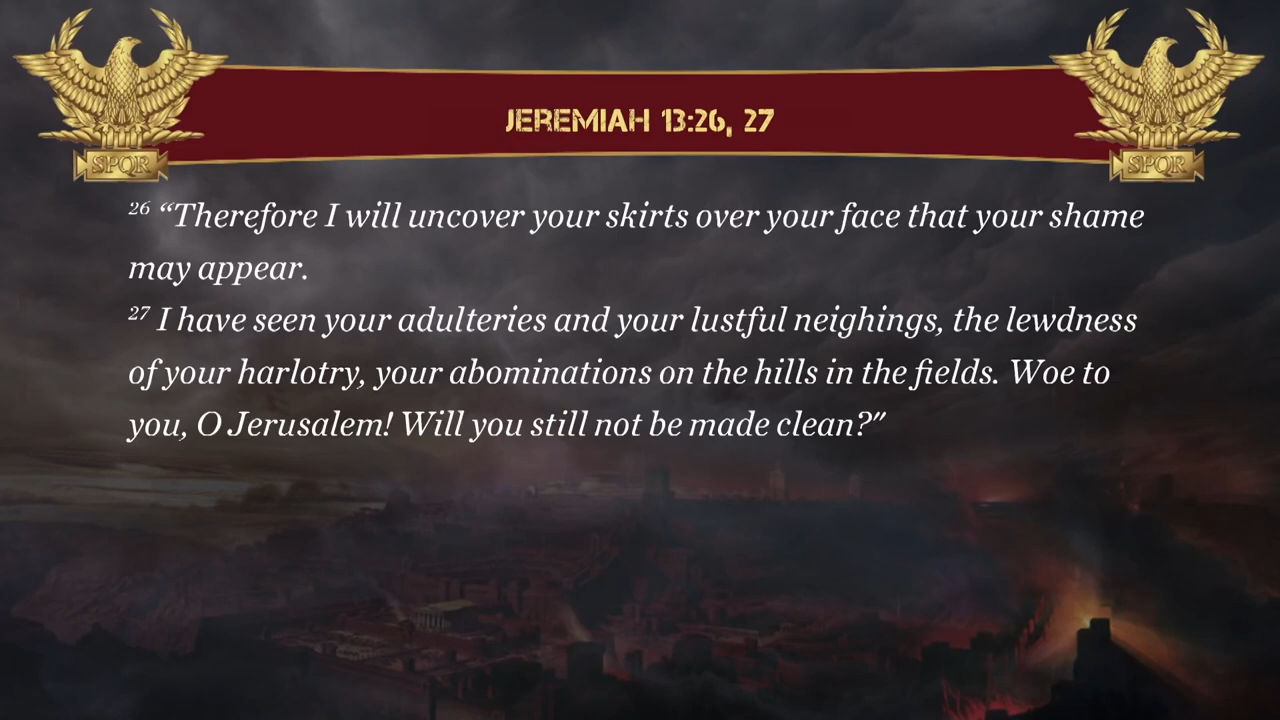 SPQR
JEREMIAH 13:26, 27
SPQR
26 “Therefore I will uncover your skirts over your face that your shame
may appear.
27 I have seen your adulteries and your lustful neighings, the lewdness
of your harlotry, your abominations on the hills in the fields. Woe to
you, O Jerusalem! Will you still not be made clean?"